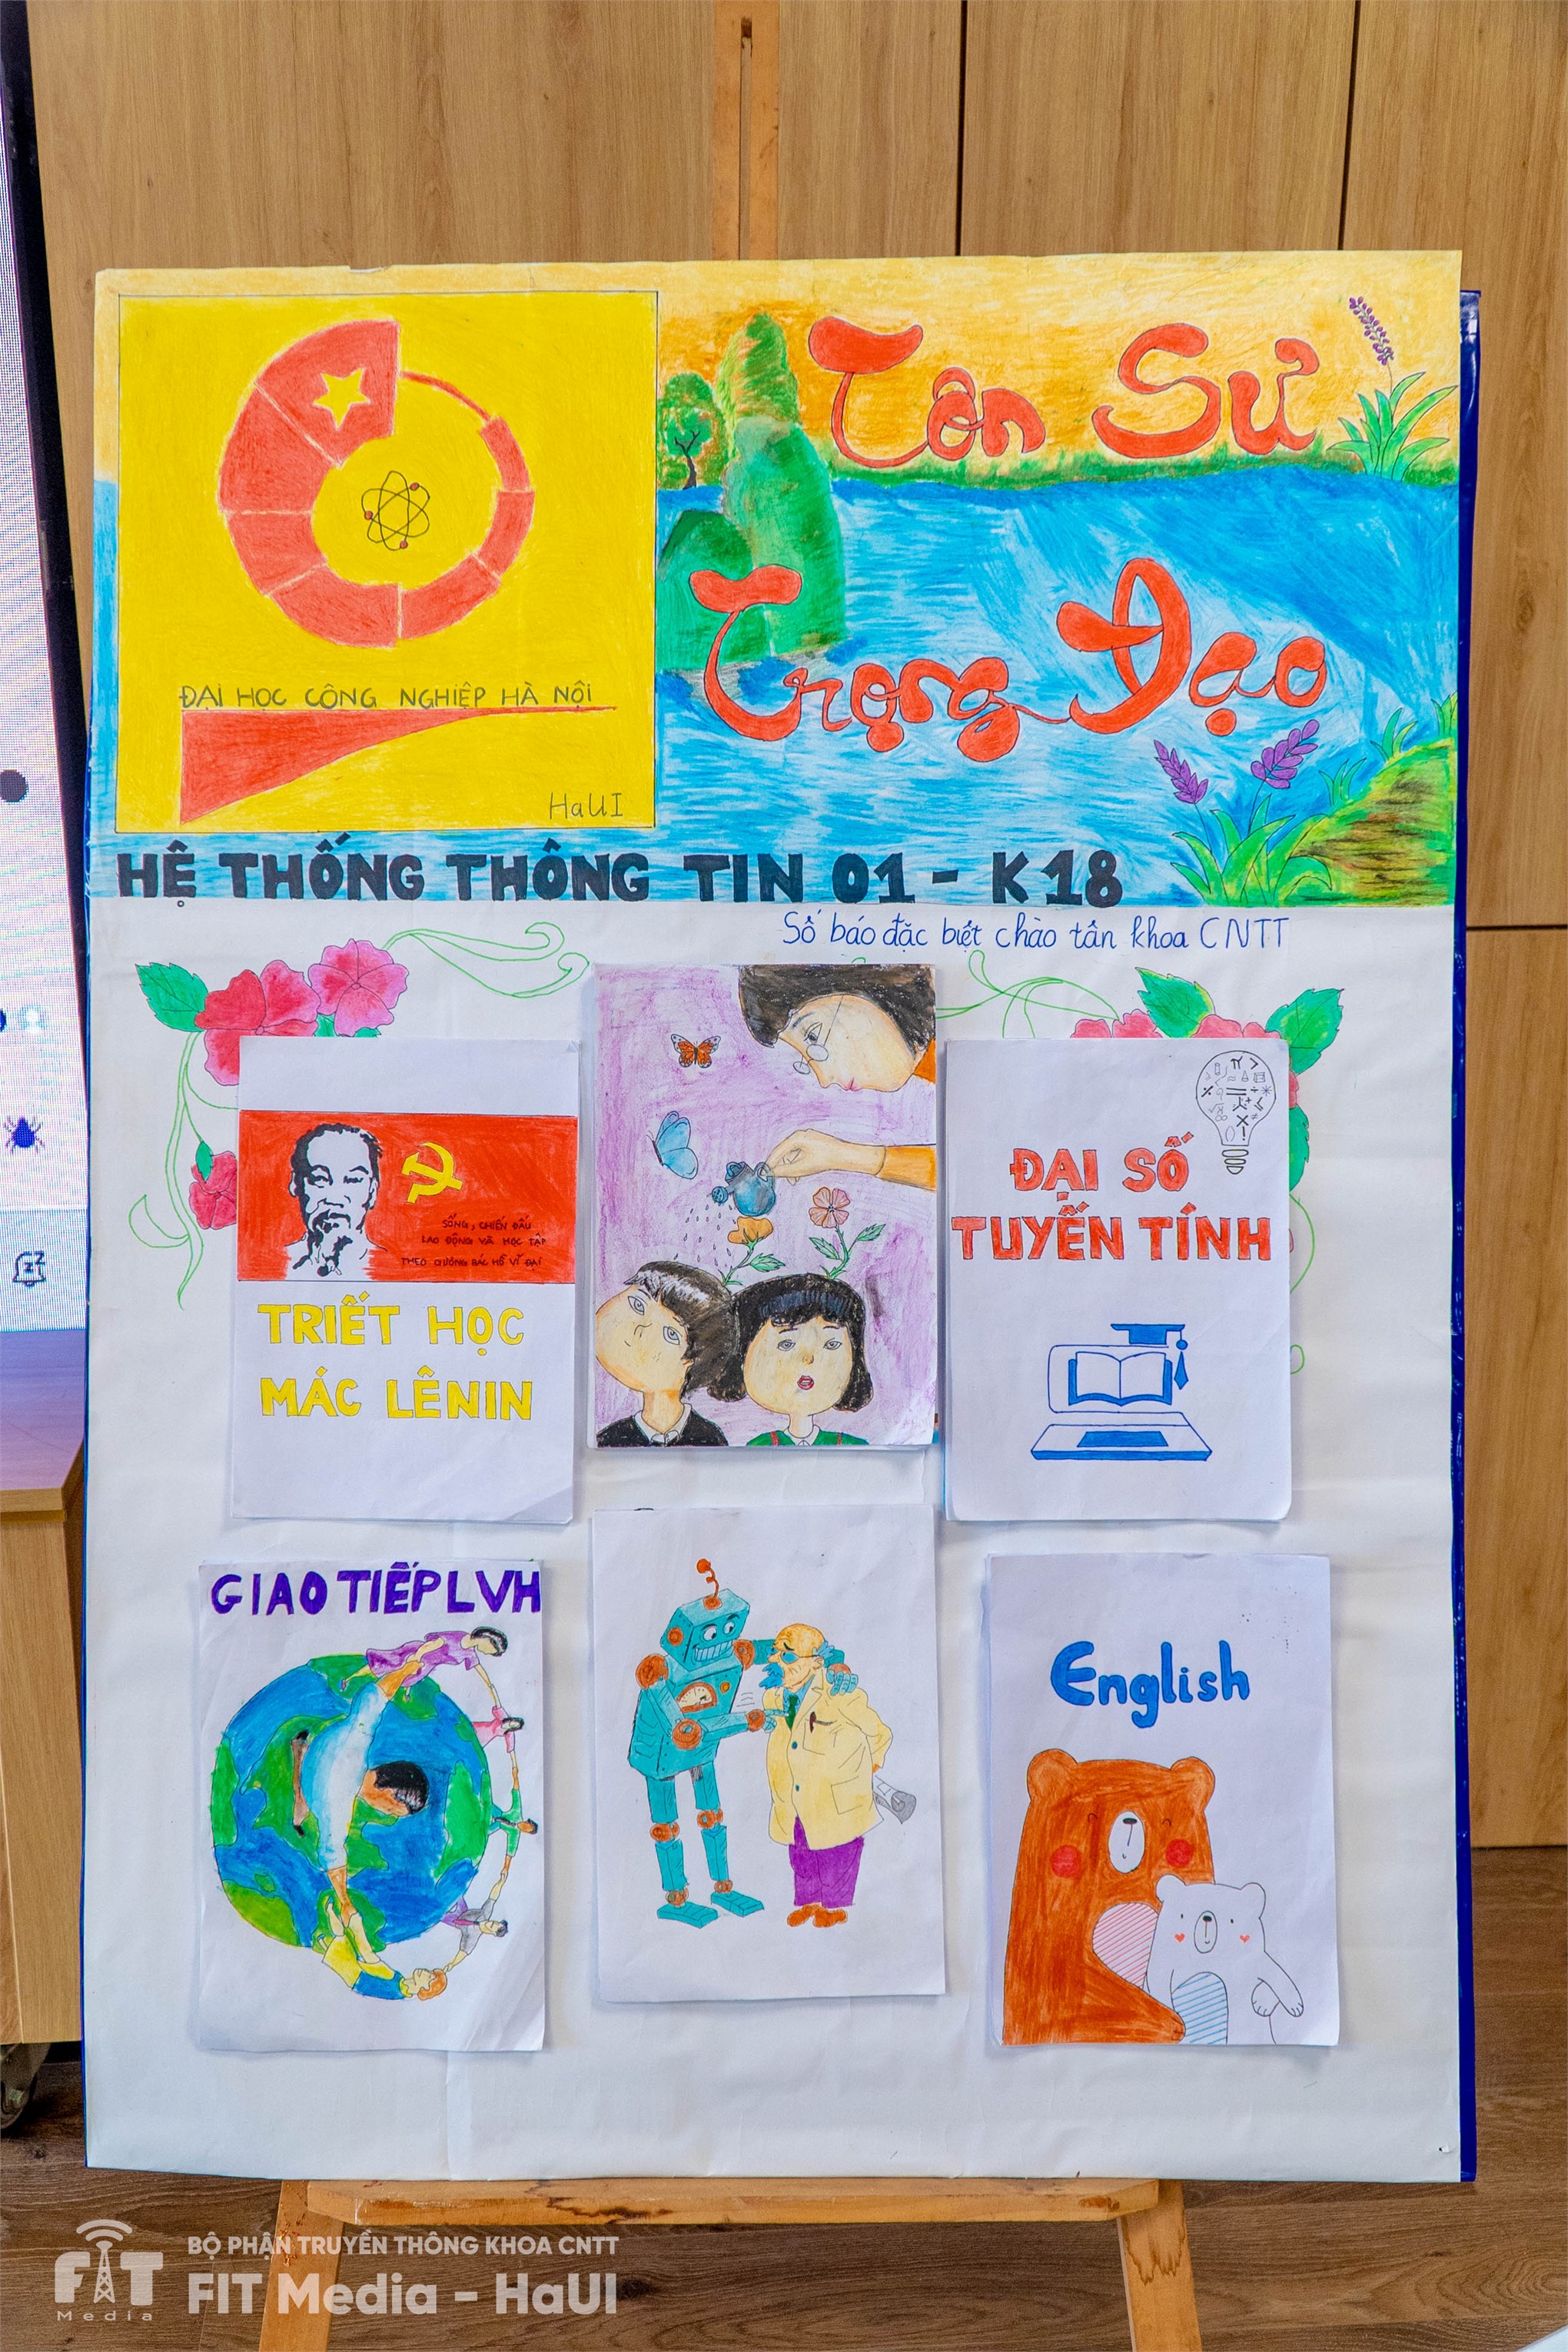 Tôn Sư
Trọng Đạo
ĐẠI HỌC CÔNG NGHIỆP HÀ NỘI
HaUI
HỆ THỐNG THÔNG TIN 01 - K18
Số báo đặc biệt chào tân khoa CNTT
SỐNG, CHIẾN ĐẤU
LAO ĐỘNG VÀ HỌC TẬP
THEO GƯƠNG BÁC HỒ VĨ ĐẠI
TRIẾT HỌC
MÁC LÊNIN
ĐẠI SỐ
TUYẾN TÍNH
GIAO TIẾP LVH
English
FIT
Media
BỘ PHẬN TRUYỀN THÔNG KHOA CNTT
FIT Media - HaUI